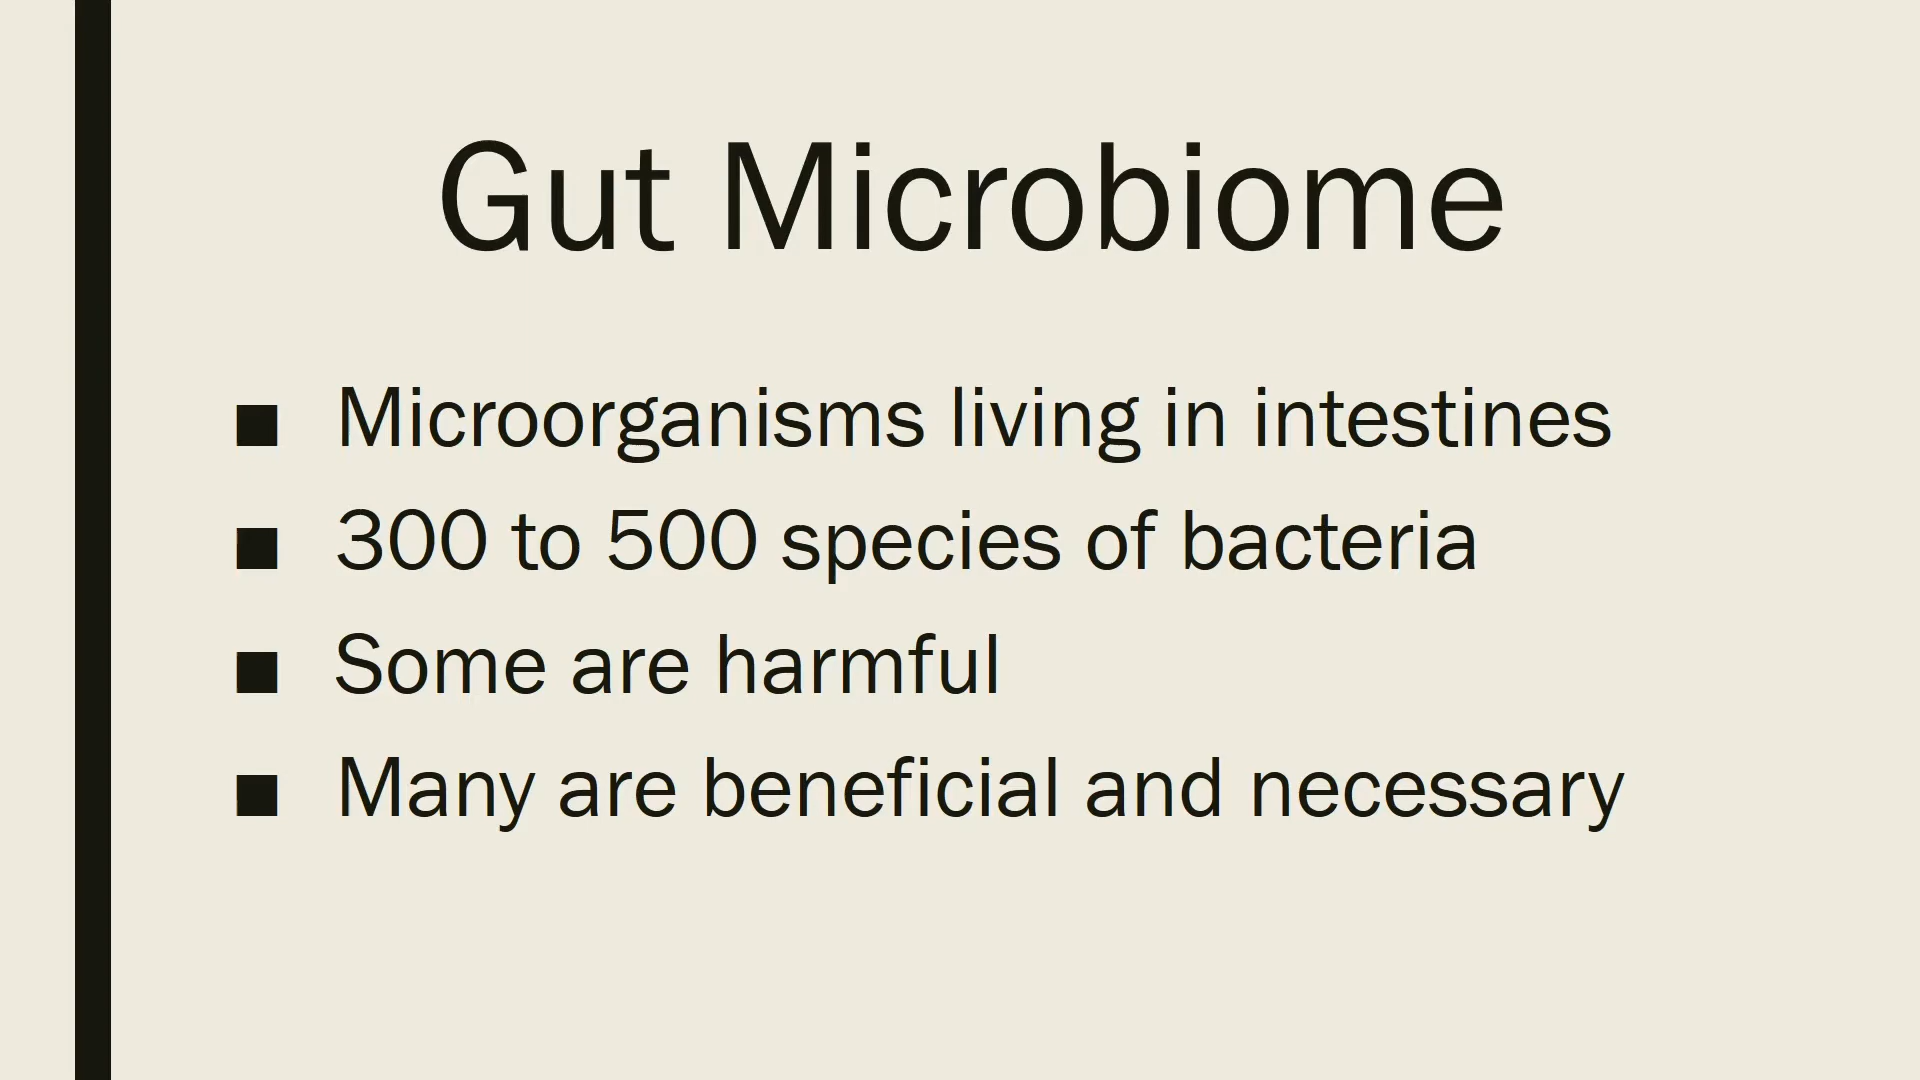 Gut Microbiome
■ Microorganisms living in intestines
■ 300 to 500 species of bacteria
■ Some are harmful
■ Many are beneficial and necessary